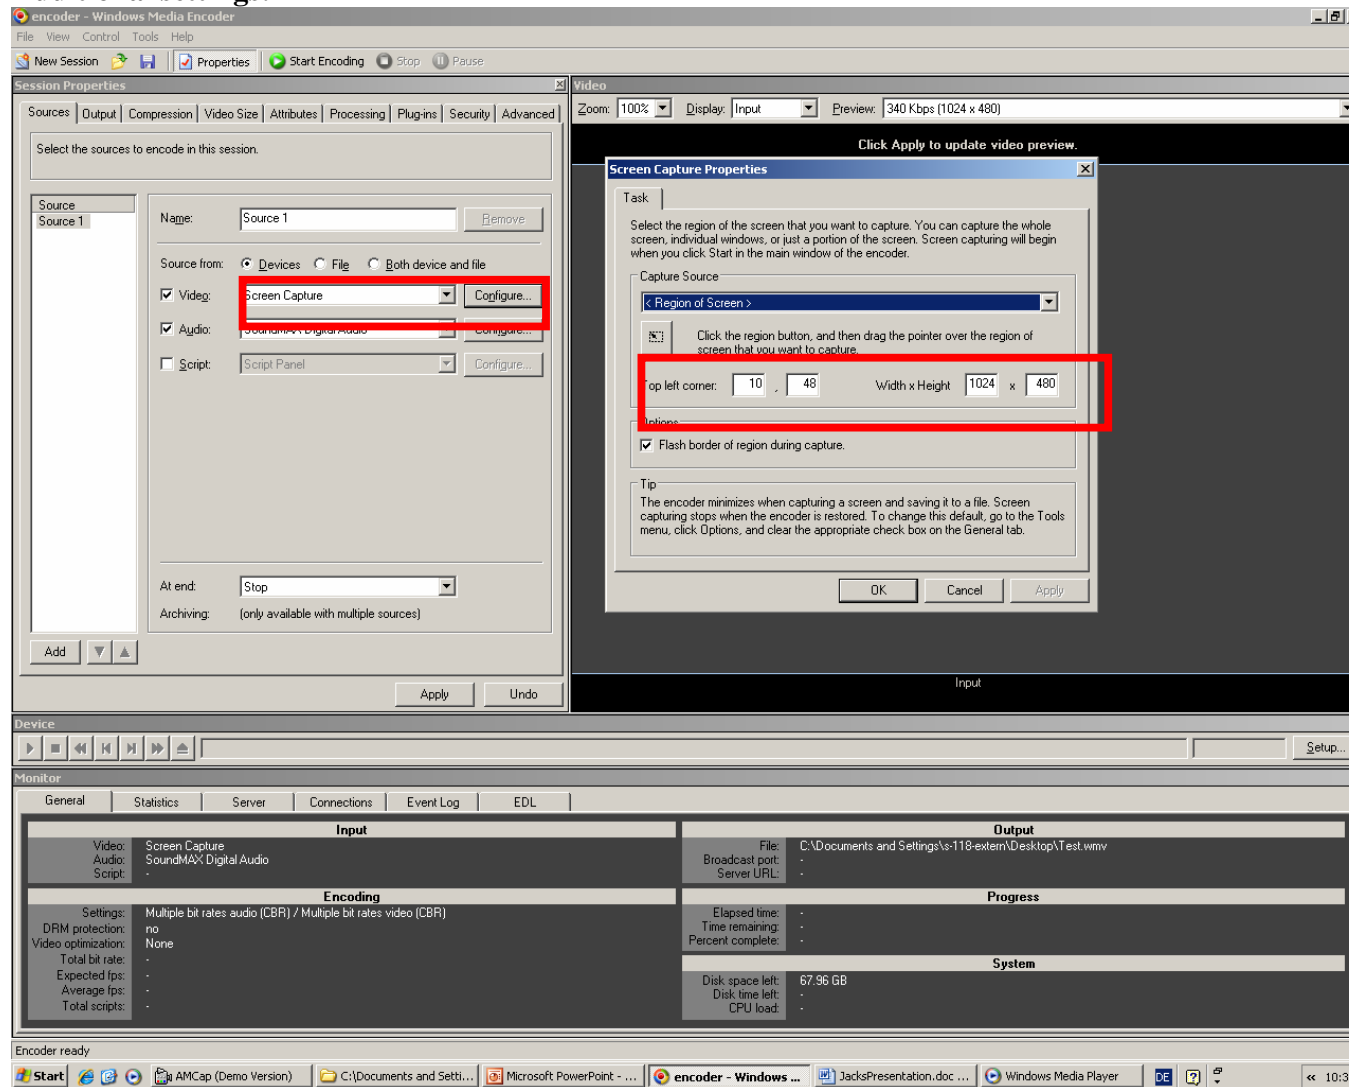 encoder - Windows Media Encoder
File View Control Tools Help
New Session Properties Start Encoding Stop Pause
Session Properties
Sources Output Compression Video Size Attributes Processing Plug-ins Security Advanced
Select the sources to encode in this session.
Source
Source 1
Name: Source 1 Remove
Source from: Devices File Both device and file
Video: Screen Capture Configure...
Audio: SoundMAX Digital Audio Configure...
Script: Script Panel Configure...
At end: Stop
Archiving: (only available with multiple sources)
Add
Apply Undo
Video
Zoom: 100% Display: Input Preview: 340 Kbps (1024 x 480)
Click Apply to update video preview.
Screen Capture Properties
Task
Select the region of the screen that you want to capture. You can capture the whole
screen, individual windows, or just a portion of the screen. Screen capturing will begin
when you click Start in the main window of the encoder.
Capture Source
< Region of Screen >
Click the region button, and then drag the pointer over the region of
screen that you want to capture.
Top left corner: 10 , 48 Width x Height 1024 x 480
Options
Flash border of region during capture.
Tip
The encoder minimizes when capturing a screen and saving it to a file. Screen
capturing stops when the encoder is restored. To change this default, go to the Tools
menu, click Options, and clear the appropriate check box on the General tab.
OK Cancel Apply
Input
Device
Setup...
Monitor
General Statistics Server Connections Event Log EDL
Input
Video: Screen Capture
Audio: SoundMAX Digital Audio
Script: -
Encoding
Settings: Multiple bit rates audio (CBR) / Multiple bit rates video (CBR)
DRM protection: no
Video optimization: None
Total bit rate: -
Expected fps: -
Average fps: -
Total scripts: -
Output
File: C:\Documents and Settings\s-118-extern\Desktop\Test.wmv
Broadcast port: -
Server URL: -
Progress
Elapsed time: -
Time remaining: -
Percent complete: -
System
Disk space left: 67.96 GB
Disk time left: -
CPU load: -
Encoder ready
Start AMCap (Demo Version) C:\Documents and Setti... Microsoft PowerPoint - ... encoder - Windows ... JacksPresentation.doc ... Windows Media Player DE ? « 10:3